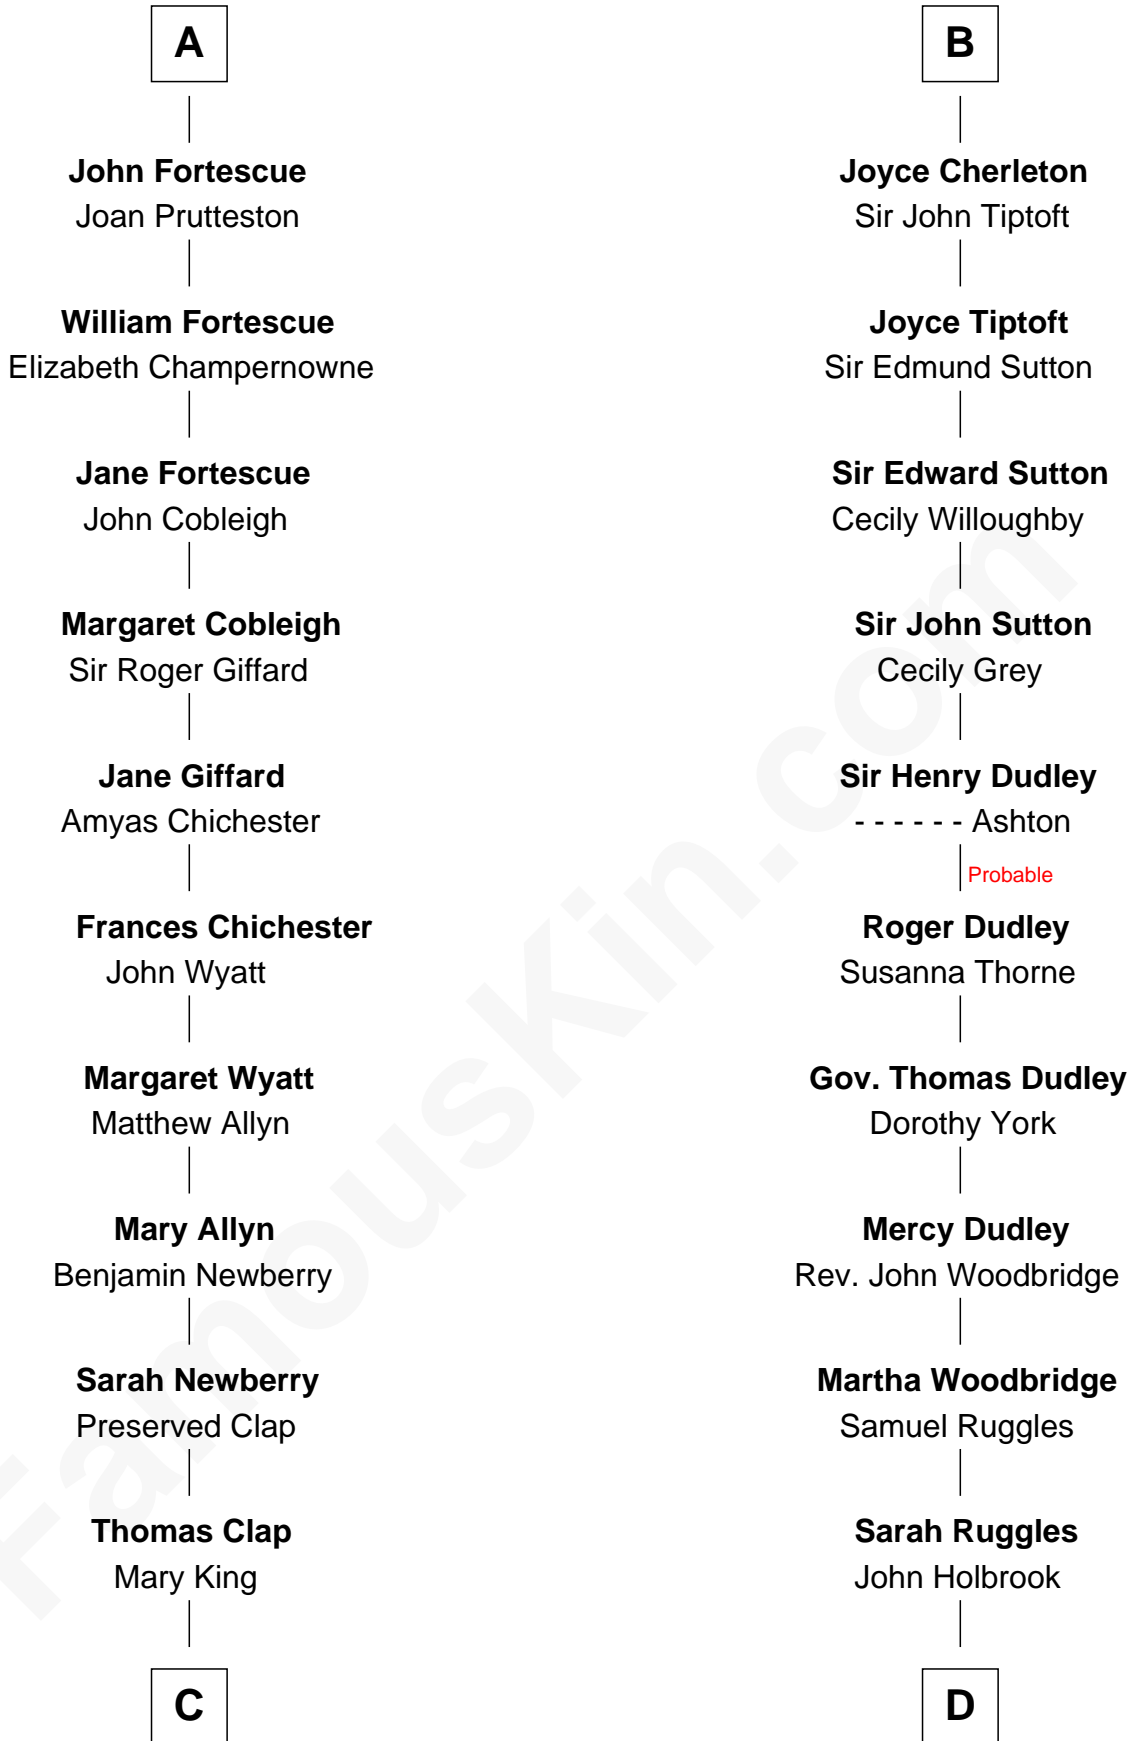 A
John Fortescue
Joan Prutteston
William Fortescue
Elizabeth Champernowne
Jane Fortescue
John Cobleigh
Margaret Cobleigh
Sir Roger Giffard
Jane Giffard
Amyas Chichester
Frances Chichester
John Wyatt
Margaret Wyatt
Matthew Allyn
Mary Allyn
Benjamin Newberry
Sarah Newberry
Preserved Clap
Thomas Clap
Mary King
C
B
Joyce Cherleton
Sir John Tiptoft
Joyce Tiptoft
Sir Edmund Sutton
Sir Edward Sutton
Cecily Willoughby
Sir John Sutton
Cecily Grey
Sir Henry Dudley
- - - - - - Ashton
Probable
Roger Dudley
Susanna Thorne
Gov. Thomas Dudley
Dorothy York
Mercy Dudley
Rev. John Woodbridge
Martha Woodbridge
Samuel Ruggles
Sarah Ruggles
John Holbrook
D
FamousKin.com